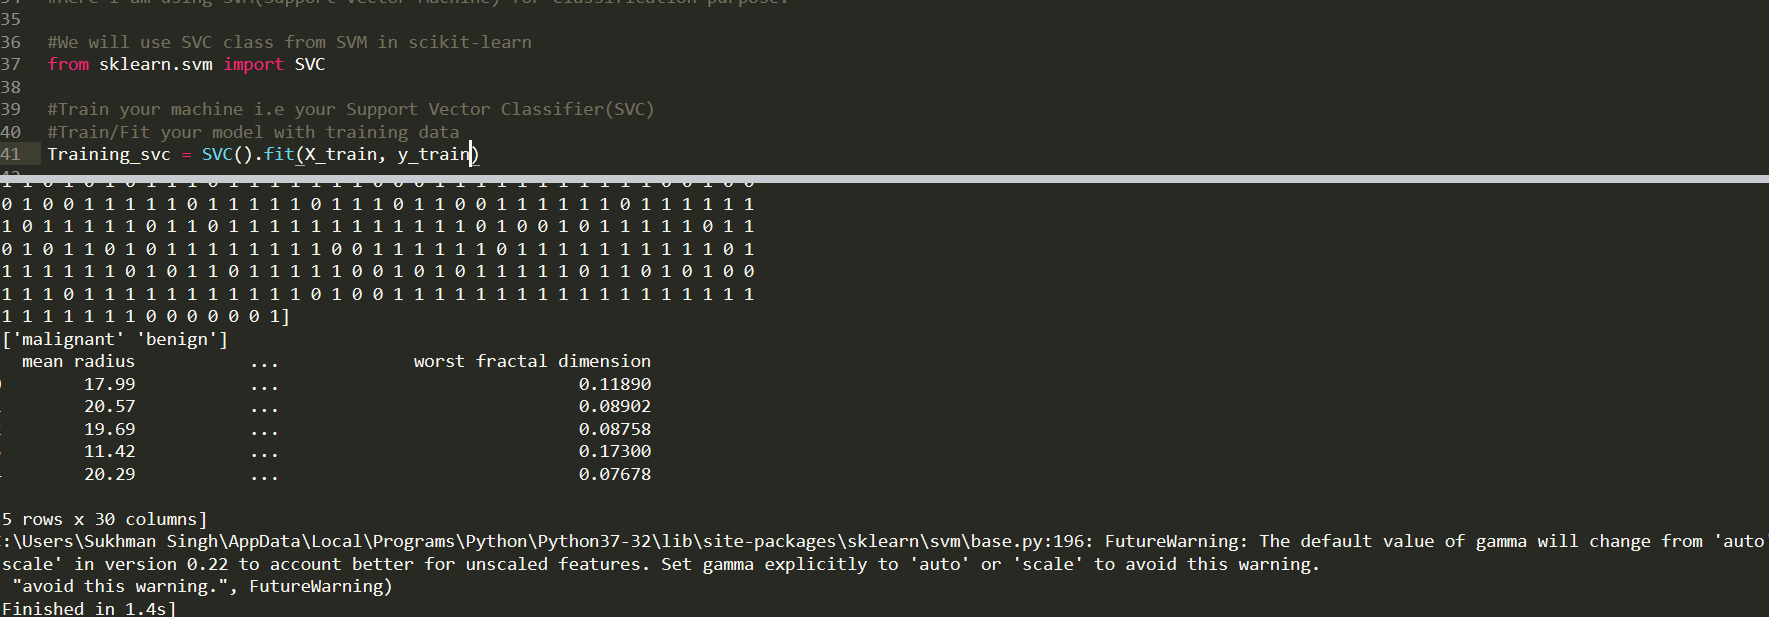 35
36 #We will use SVC class from SVM in scikit-learn
37 from sklearn.svm import SVC
38
39 #Train your machine i.e your Support Vector Classifier(SVC)
40 #Train/Fit your model with training data
41 Training_svc = SVC().fit(X_train, y_train)
0 1 0 0 1 1 1 1 1 0 1 1 1 1 1 0 1 1 1 0 1 1 0 0 1 1 1 1 1 1 0 1 1 1 1 1 1
1 0 1 1 1 1 1 0 1 1 0 1 1 1 1 1 1 1 1 1 1 1 1 0 1 0 0 1 0 1 1 1 1 1 0 1 1
0 1 0 1 1 0 1 0 1 1 1 1 1 1 1 1 0 0 1 1 1 1 1 1 0 1 1 1 1 1 1 1 1 1 1 0 1
1 1 1 1 1 1 0 1 0 1 1 0 1 1 1 1 1 0 0 1 0 1 0 1 1 1 1 1 0 1 1 0 1 0 1 0 0
1 1 1 0 1 1 1 1 1 1 1 1 1 1 1 0 1 0 0 1 1 1 1 1 1 1 1 1 1 1 1 1 1 1 1 1 1
1 1 1 1 1 1 1 0 0 0 0 0 0 1]
['malignant' 'benign']
mean radius ... worst fractal dimension
17.99 ... 0.11890
20.57 ... 0.08902
19.69 ... 0.08758
11.42 ... 0.17300
20.29 ... 0.07678
5 rows x 30 columns]
:\Users\Sukhman Singh\AppData\Local\Programs\Python\Python37-32\lib\site-packages\sklearn\svm\base.py:196: FutureWarning: The default value of gamma will change from 'auto'
scale' in version 0.22 to account better for unscaled features. Set gamma explicitly to 'auto' or 'scale' to avoid this warning.
"avoid this warning.", FutureWarning)
Finished in 1.4s]